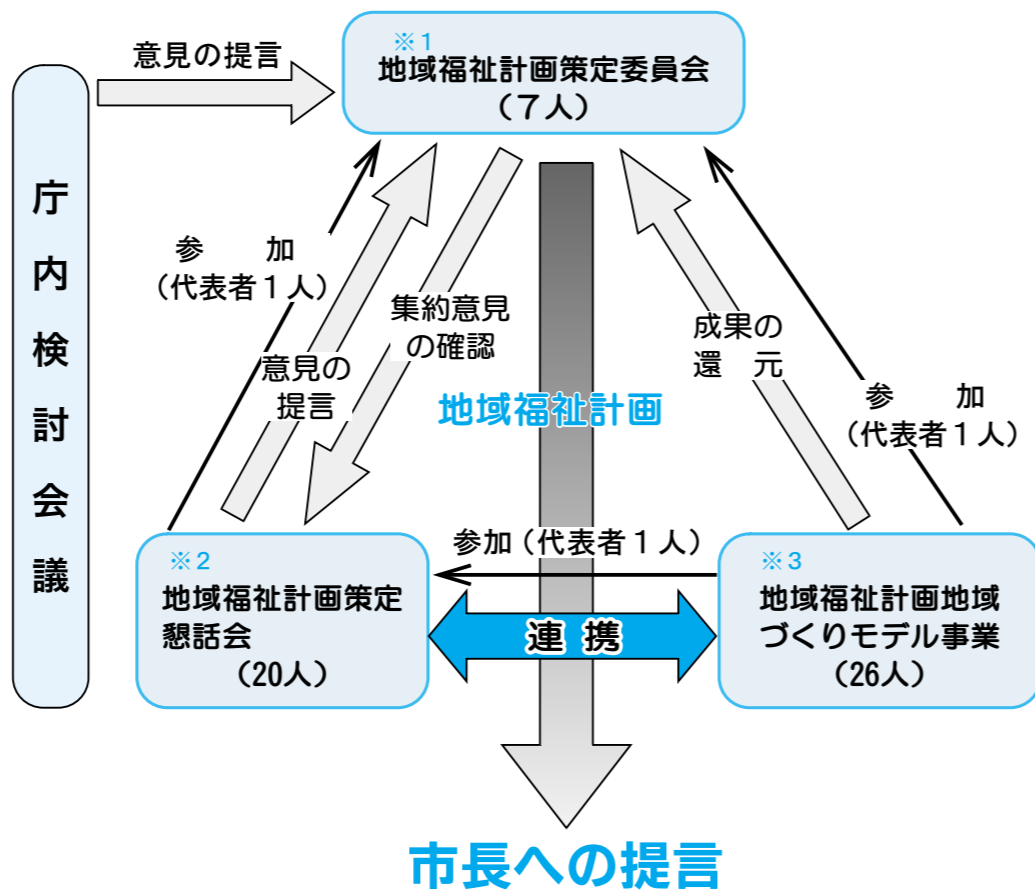 意見の提言
※1
地域福祉計画策定委員会
(7人)
庁内検討会議
参 加
(代表者1人)
意見の
提言
集約意見
の確認
地域福祉計画
成果の
還 元
参 加
(代表者1人)
参加(代表者1人)
※2
地域福祉計画策定
懇話会
(20人)
連 携
※3
地域福祉計画地域
づくりモデル事業
(26人)
市長への提言